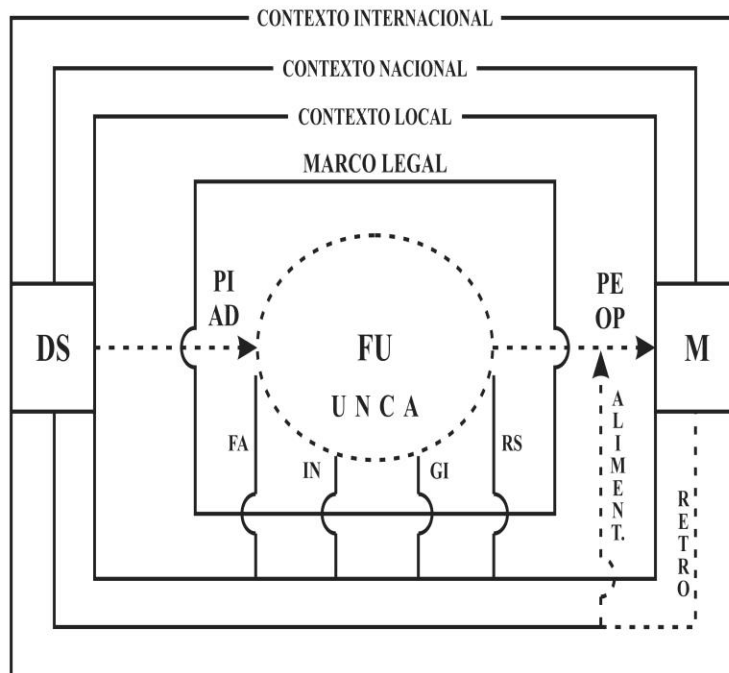 CONTEXTO INTERNACIONAL
CONTEXTO NACIONAL
CONTEXTO LOCAL
MARCO LEGAL
PI
AD
PE
OP
DS
FU
M
U N C A
FA
IN
GI
RS
ALIMENT.
RETRO